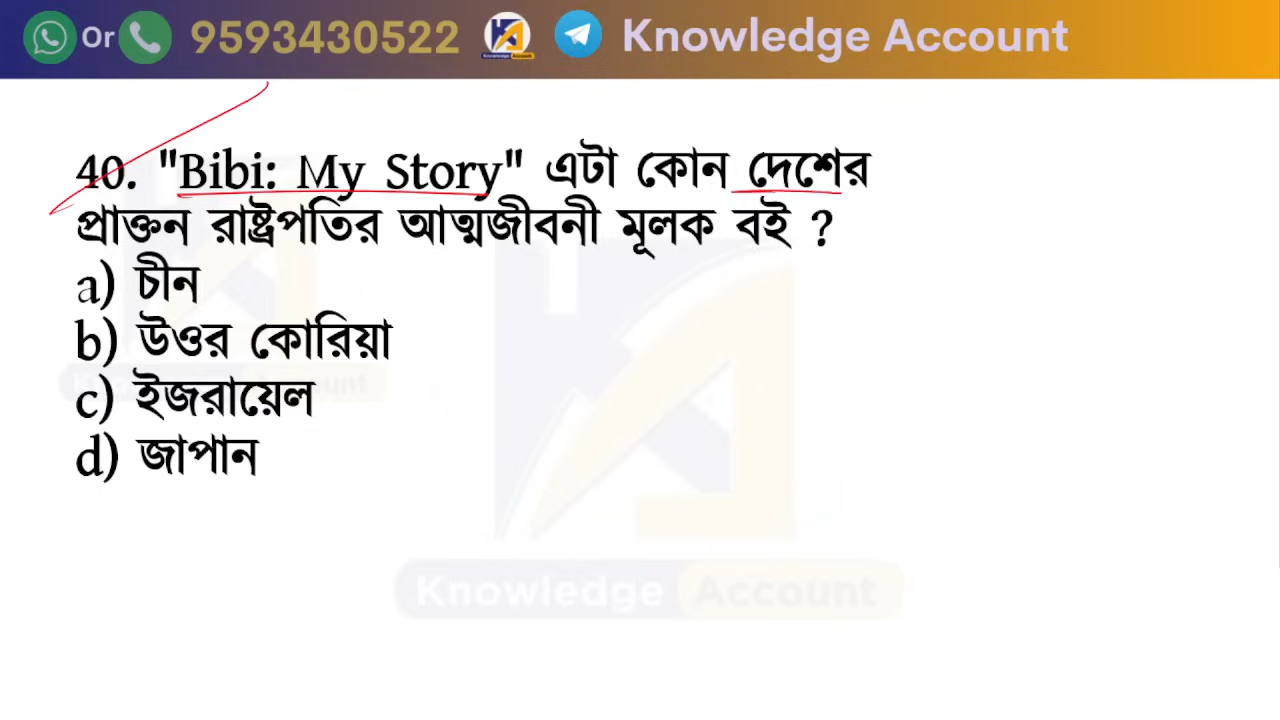 Or 9593430522 Knowledge Account
40. "Bibi: My Story" এটা কোন দেশের
প্রাক্তন রাষ্ট্রপতির আত্মজীবনী মূলক বই ?
a) চীন
b) উওর কোরিয়া
c) ইজরায়েল
d) জাপান
Knowledge Account